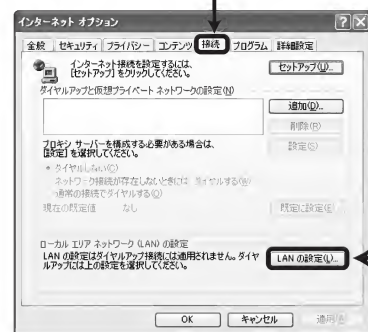 インターネット オプション
全般 セキュリティ プライバシー コンテンツ 接続 プログラム 詳細設定
インターネット接続を設定するには、
[セットアップ] をクリックしてください。
セットアップ(U)...
ダイヤルアップと仮想プライベート ネットワークの設定(N)
追加(D)...
削除(R)
プロキシ サーバーを構成する必要がある場合は、
[設定] を選択してください。
設定(S)
ダイヤルしない(C)
ネットワーク接続が存在しないときには、ダイヤルする(W)
通常の接続でダイヤルする(O)
現在の既定値 なし
既定に設定(E)
ローカル エリア ネットワーク (LAN) の設定
LAN の設定はダイヤルアップ接続には適用されません。ダイヤ
ルアップには上の設定を選択してください。
LAN の設定(L)...
OK キャンセル 適用(A)